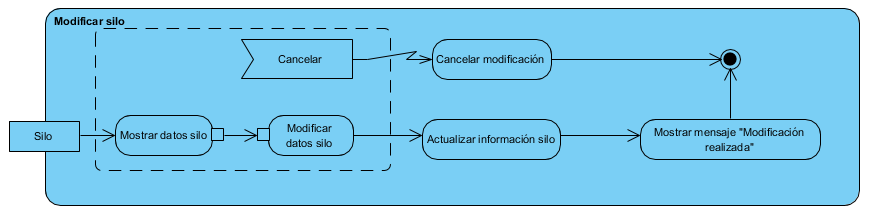 Modificar silo
Cancelar
Cancelar modificación
Silo
Mostrar datos silo
Modificar
datos silo
Actualizar información silo
Mostrar mensaje "Modificación
realizada"